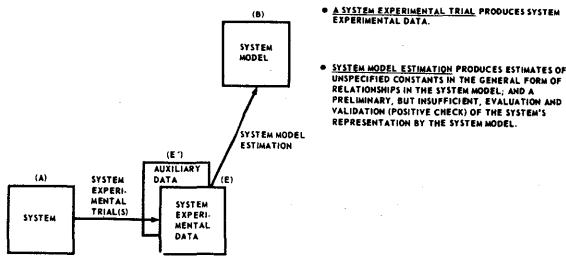 (B)
SYSTEM
MODEL
• A SYSTEM EXPERIMENTAL TRIAL PRODUCES SYSTEM
EXPERIMENTAL DATA.
• SYSTEM MODEL ESTIMATION PRODUCES ESTIMATES OF
UNSPECIFIED CONSTANTS IN THE GENERAL FORM OF
RELATIONSHIPS IN THE SYSTEM MODEL; AND A
PRELIMINARY, BUT INSUFFICIENT, EVALUATION AND
VALIDATION (POSITIVE CHECK) OF THE SYSTEM'S
REPRESENTATION BY THE SYSTEM MODEL.
SYSTEM MODEL
ESTIMATION
(A)
SYSTEM
SYSTEM
EXPERI-
MENTAL
TRIAL(S)
(E')
AUXILIARY
DATA
(E)
SYSTEM
EXPERI-
MENTAL
DATA